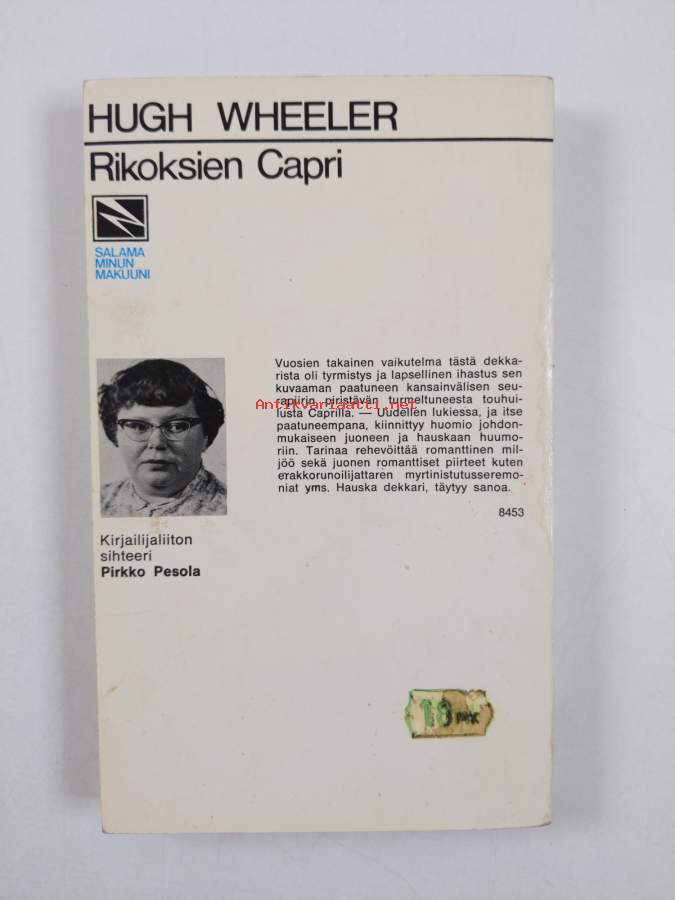 HUGH WHEELER
Rikoksien Capri
SALAMA
MINUN
MAKUUNI
Vuosien takainen vaikutelma tästä dekka-
rista oli tyrmistys ja lapsellinen ihastus sen
kuvaaman paatuneen kansainvälisen seu-
rapiirin piristävän turmeltuneesta touhui-
lusta Caprilla. — Uudellen lukiessa, ja itse
paatuneempana, kiinnittyy huomio johdon-
mukaiseen juoneen ja hauskaan huumo-
riin. Tarinaa rehevöittää romanttinen mil-
jöö sekä juonen romanttiset piirteet kuten
erakkorunoilijattaren myrtinistutusseremo-
niat yms. Hauska dekkari, täytyy sanoa.
8453
Antikvariaatti.net
Kirjailijaliiton
sihteeri
Pirkko Pesola
18 MK